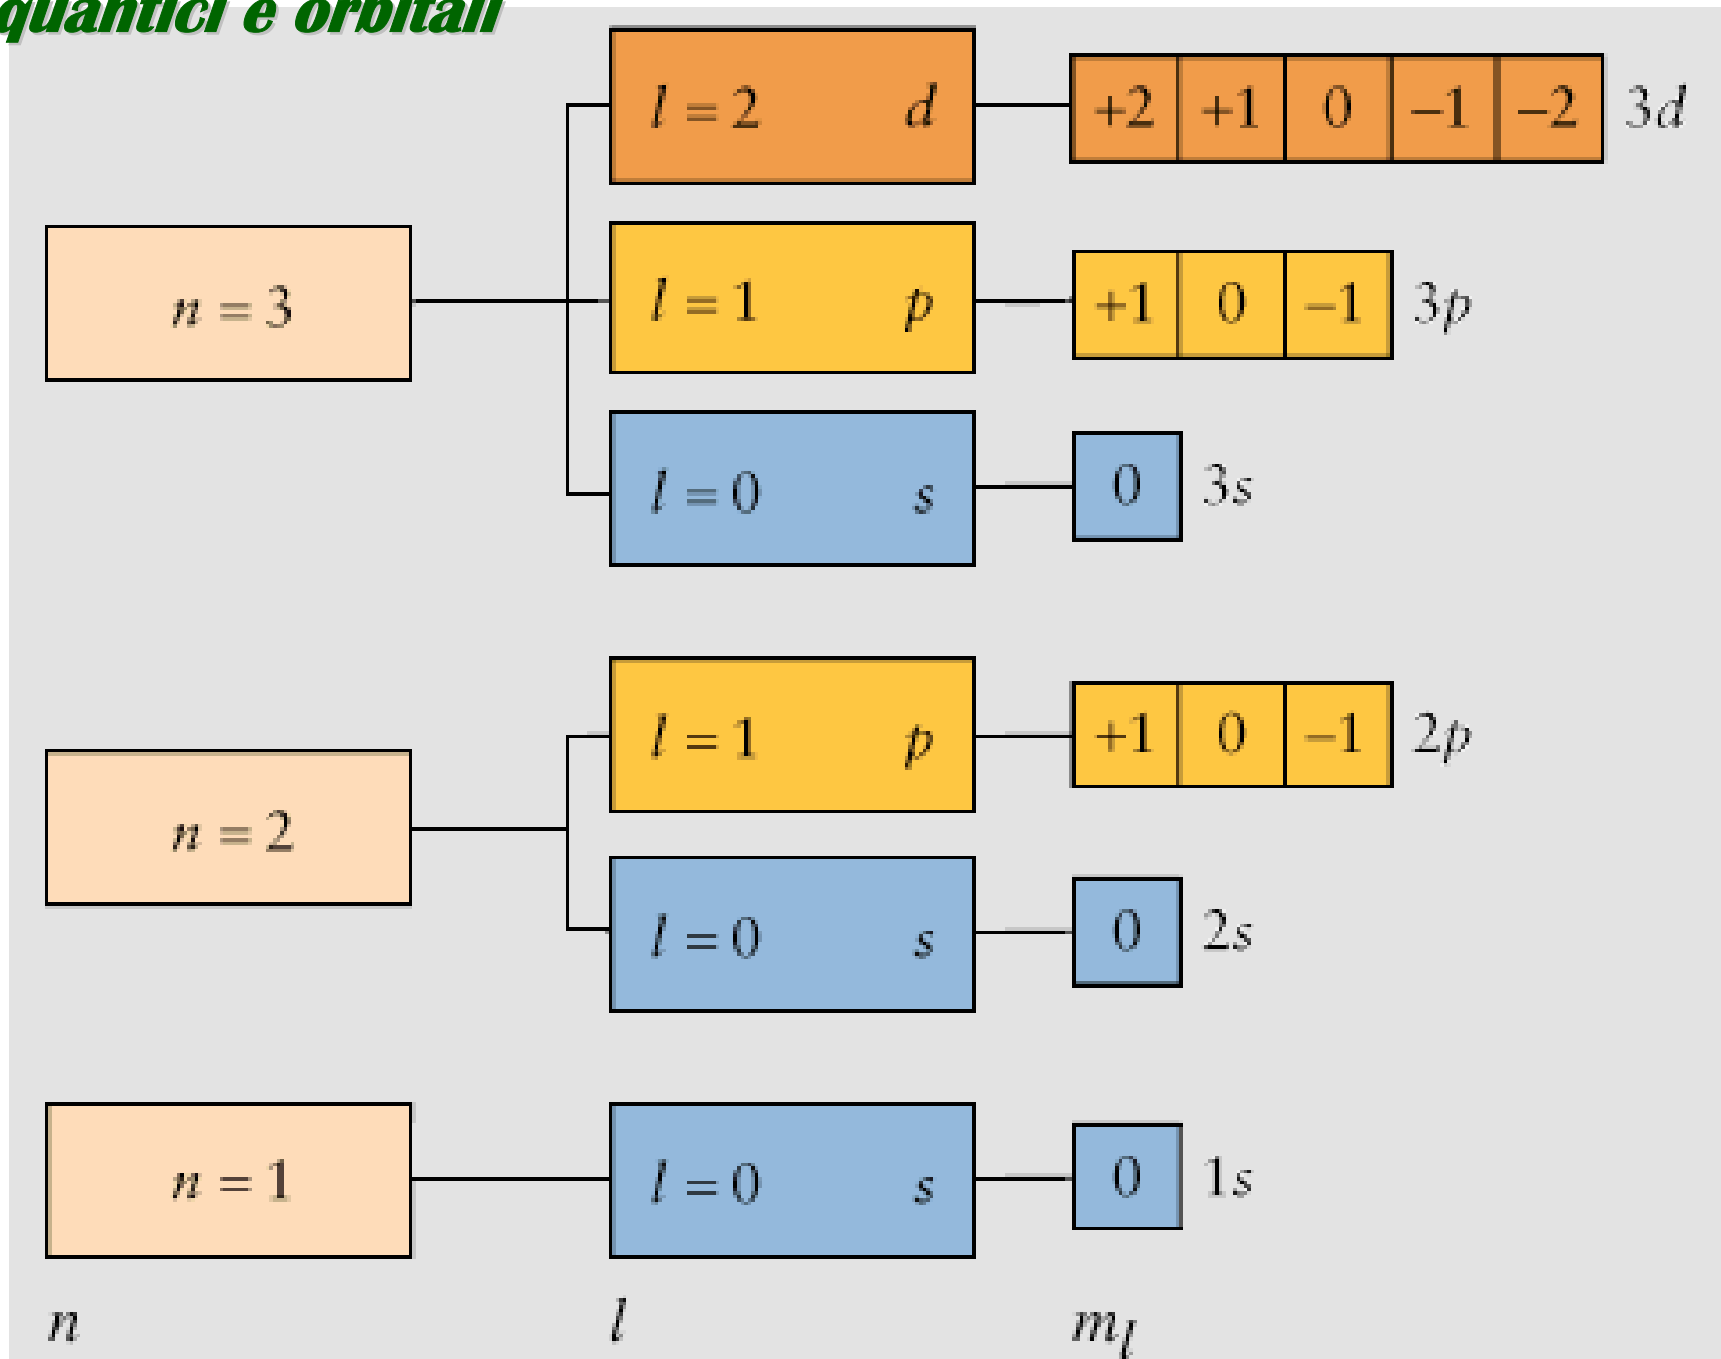 quantici e orbitali
l = 2 d
+2 +1 0 −1 −2 3d
n = 3
l = 1 p
+1 0 −1 3p
l = 0 s
0 3s
l = 1 p
+1 0 −1 2p
n = 2
l = 0 s
0 2s
n = 1
l = 0 s
0 1s
n l ml